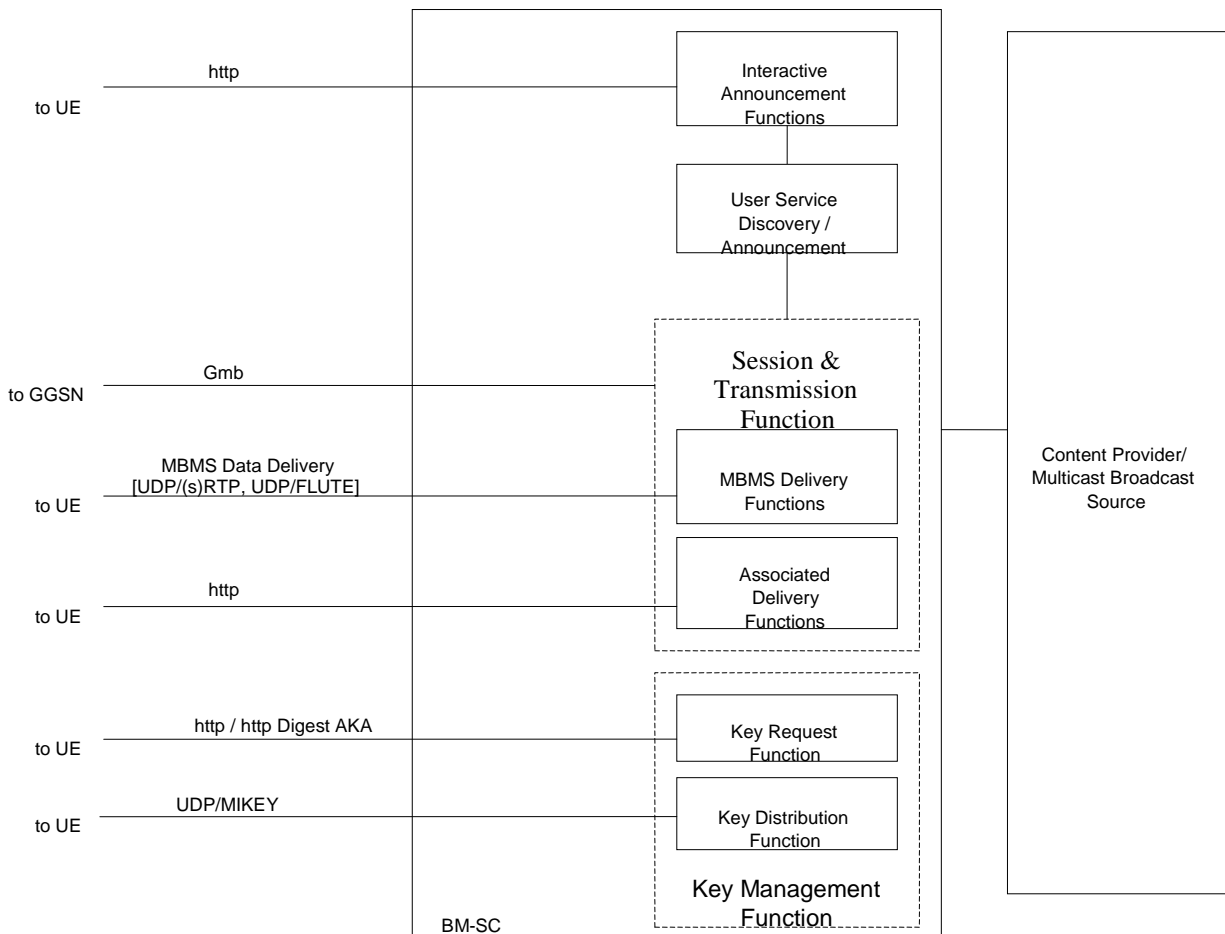 http
to UE
Interactive
Announcement
Functions
User Service
Discovery /
Announcement
Gmb
to GGSN
Session &
Transmission
Function
MBMS Data Delivery
[UDP/(s)RTP, UDP/FLUTE]
to UE
MBMS Delivery
Functions
Content Provider/
Multicast Broadcast
Source
http
to UE
Associated
Delivery
Functions
http / http Digest AKA
to UE
Key Request
Function
UDP/MIKEY
to UE
Key Distribution
Function
Key Management
Function
BM-SC